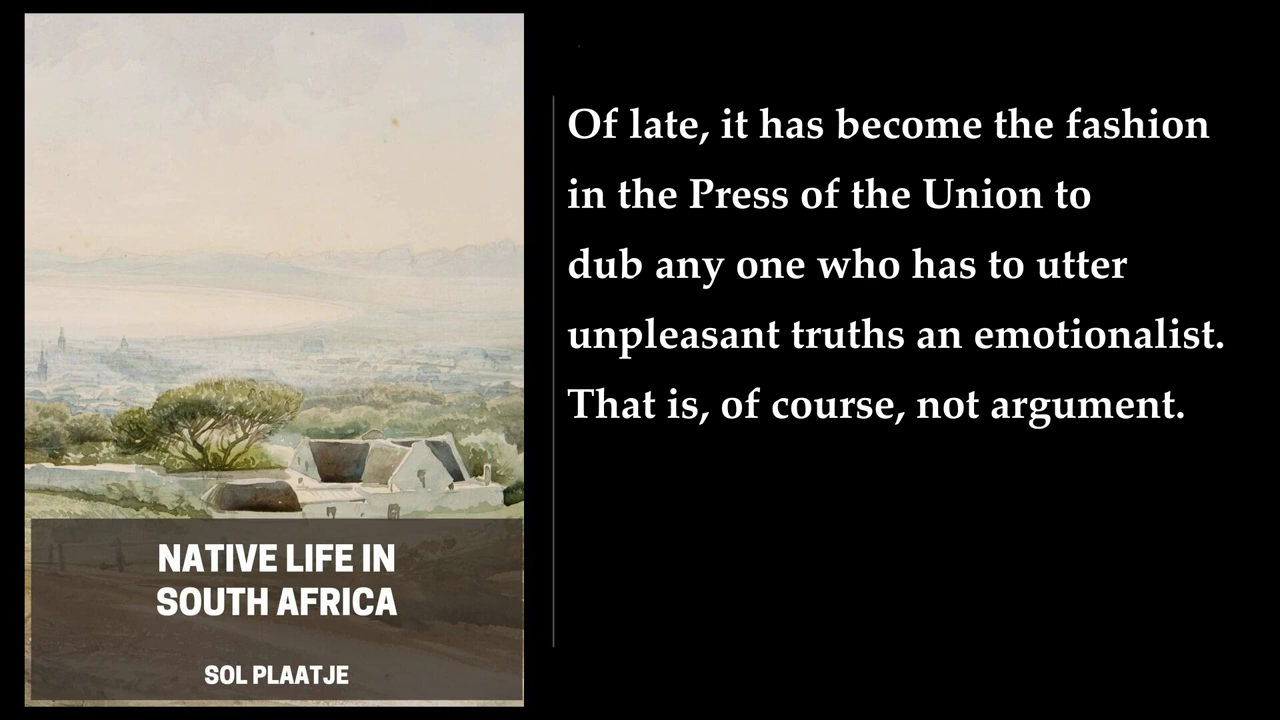 NATIVE LIFE IN
SOUTH AFRICA
SOL PLAATJE
Of late, it has become the fashion
in the Press of the Union to
dub any one who has to utter
unpleasant truths an emotionalist.
That is, of course, not argument.